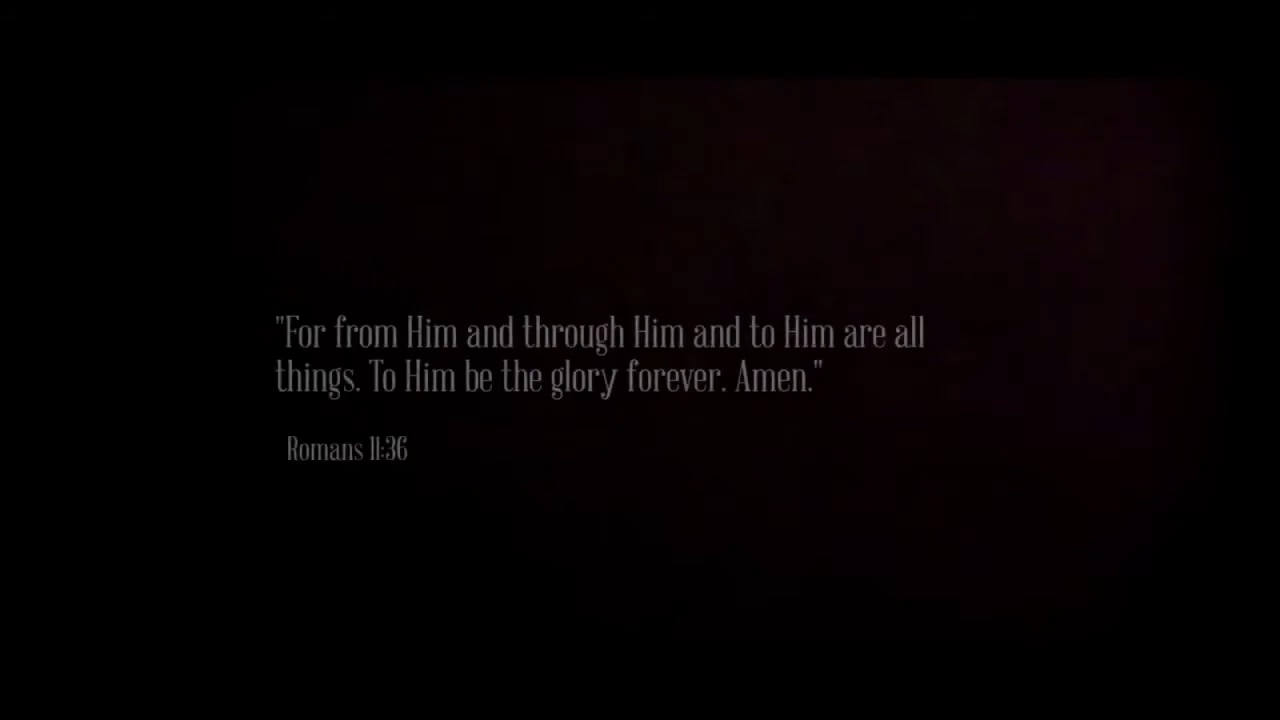 "For from Him and through Him and to Him are all
things. To Him be the glory forever. Amen."
Romans 11:36